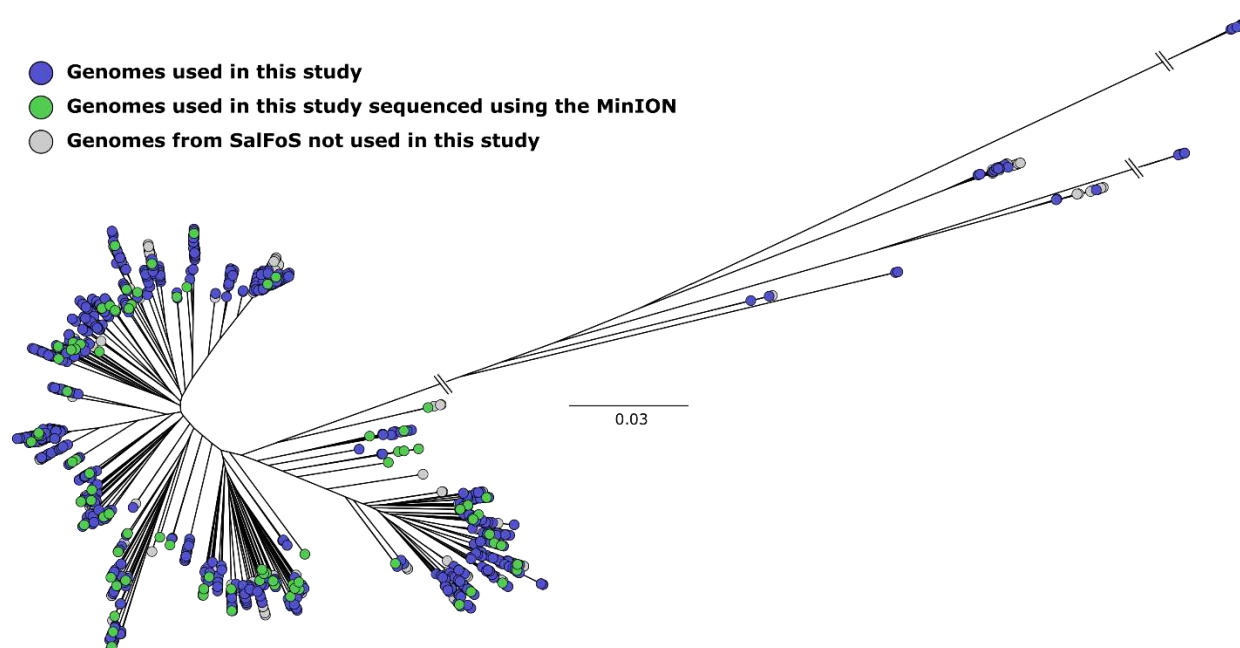 Genomes used in this study
Genomes used in this study sequenced using the MinION
Genomes from SalFoS not used in this study
0.03